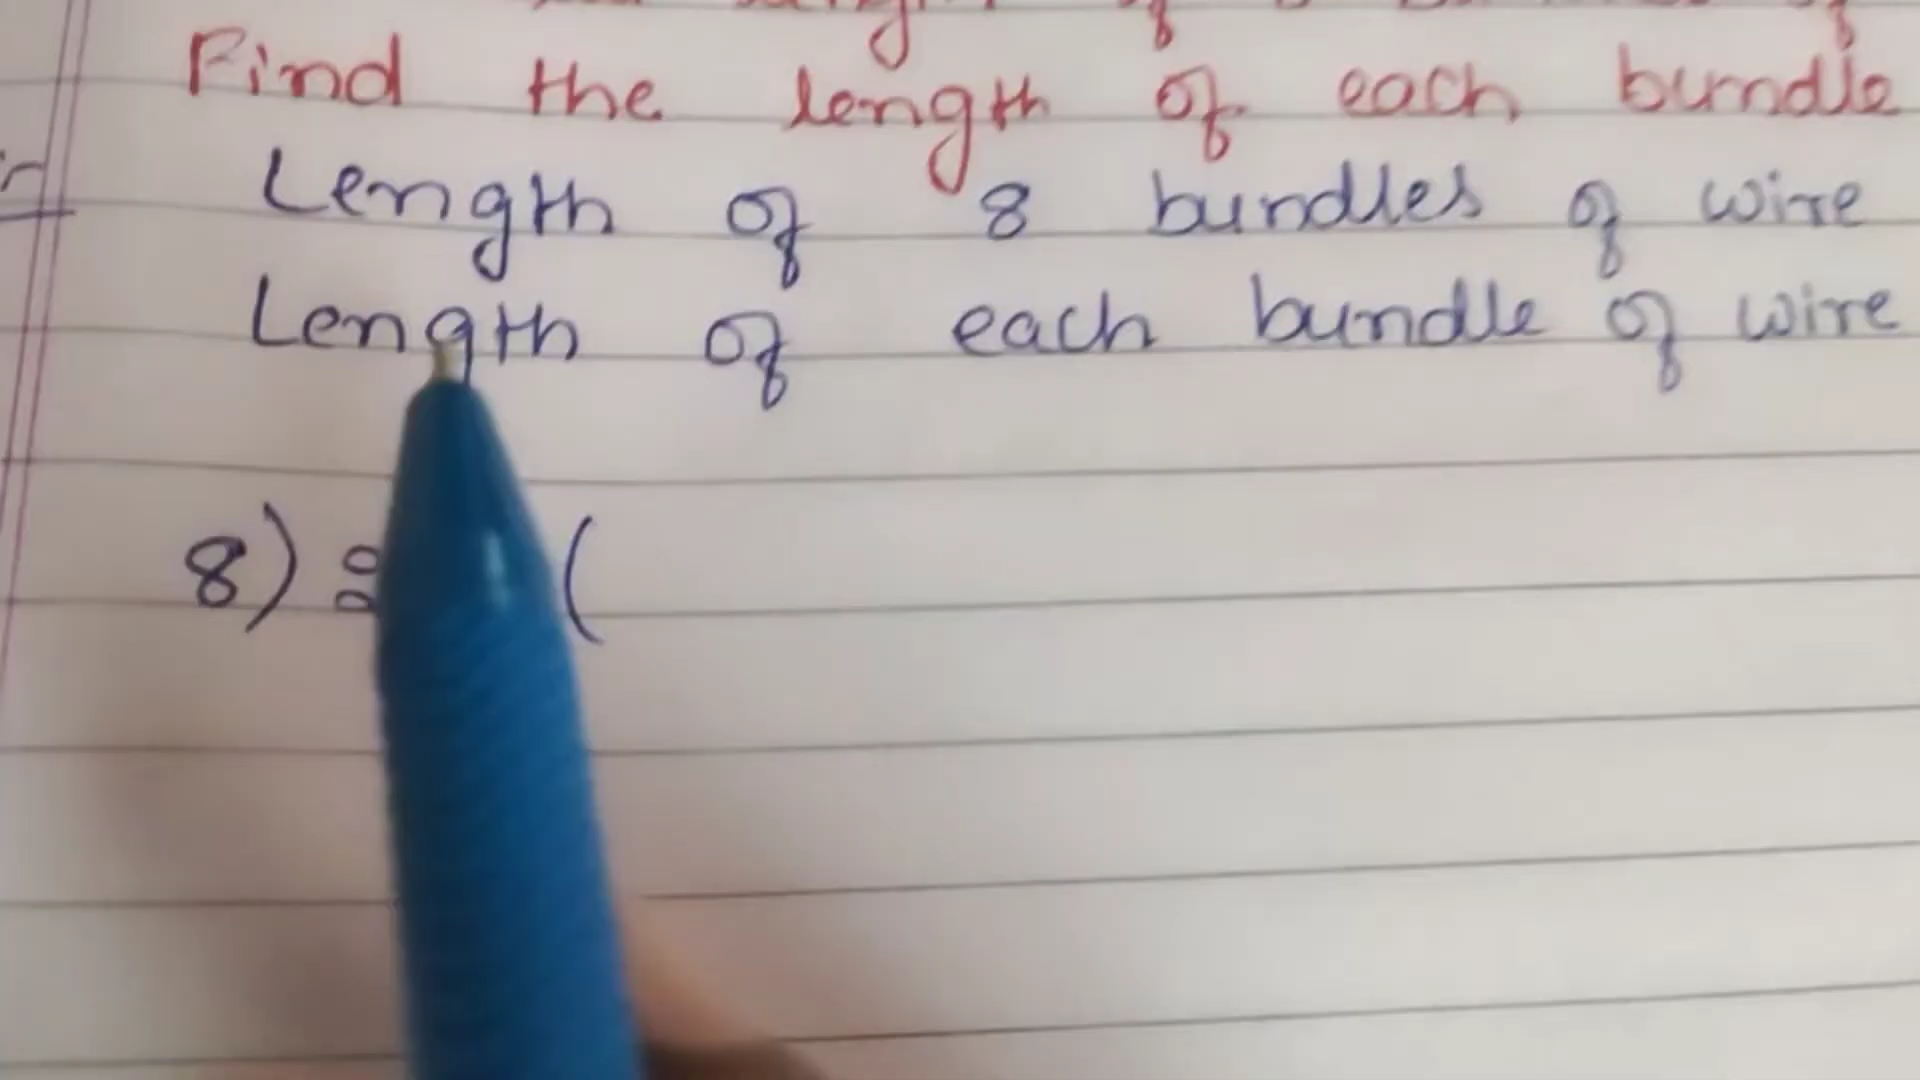 Find the length of each bundle
Length of 8 bundles of wire
Length of each bundle of wire
8) (